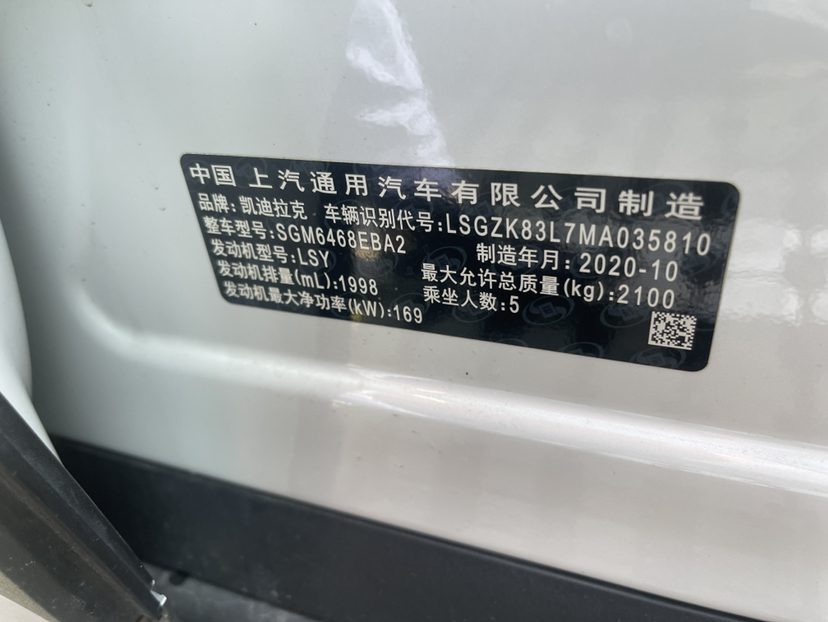 中国 上汽通用汽车有限公司制造
品牌:凯迪拉克 车辆识别代号:LSGZK83L7MA035810
整车型号:SGM6468EBA2 制造年月:2020-10
发动机型号:LSY
发动机排量(mL):1998 最大允许总质量(kg):2100
发动机最大净功率(kW):169 乘坐人数:5